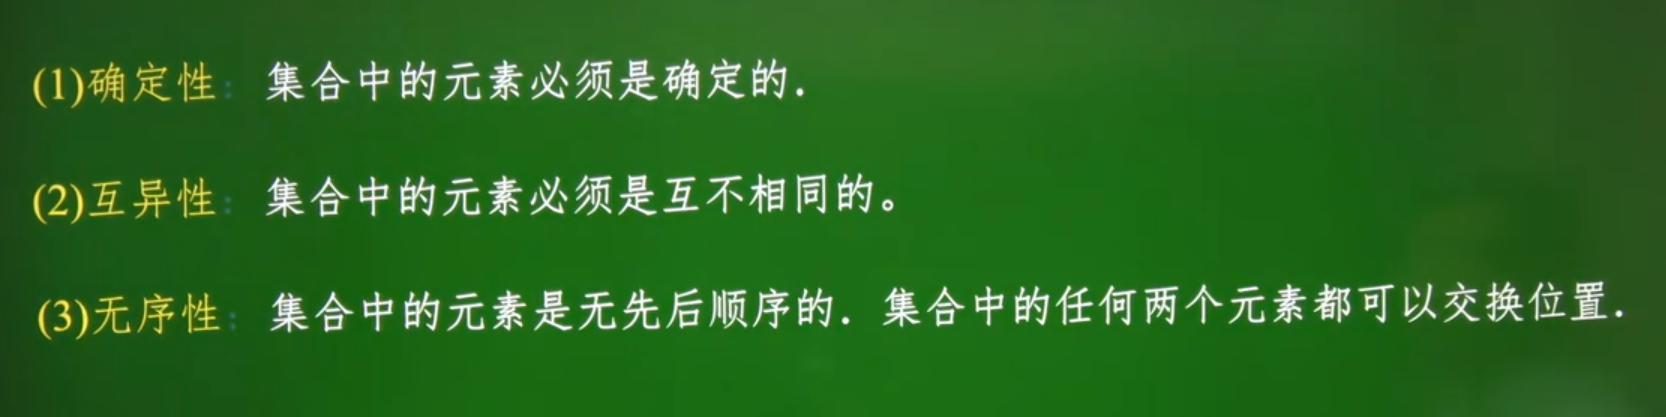 (1)确定性：集合中的元素必须是确定的．
(2)互异性：集合中的元素必须是互不相同的。
(3)无序性：集合中的元素是无先后顺序的．集合中的任何两个元素都可以交换位置．